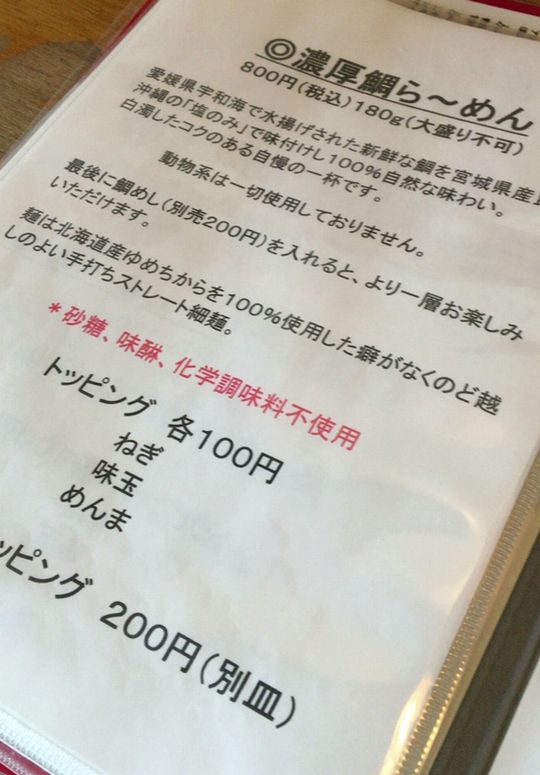 ◎濃厚鯛ら～めん
800円(税込)180g(大盛り不可)
愛媛県宇和海で水揚げされた新鮮な鯛を宮城県産
沖縄の「塩のみ」で味付けし100%自然な味わい。
白濁したコクのある自慢の一杯です。
動物系は一切使用しておりません。
最後に鯛めし(別売200円)を入れると、より一層お楽しみ
いただけます。
麺は北海道産ゆめちからを100%使用した癖がなくのど越
しのよい手打ちストレート細麺。
*砂糖、味醂、化学調味料不使用
トッピング 各100円
ねぎ
味玉
めんま
ッピング 200円(別皿)